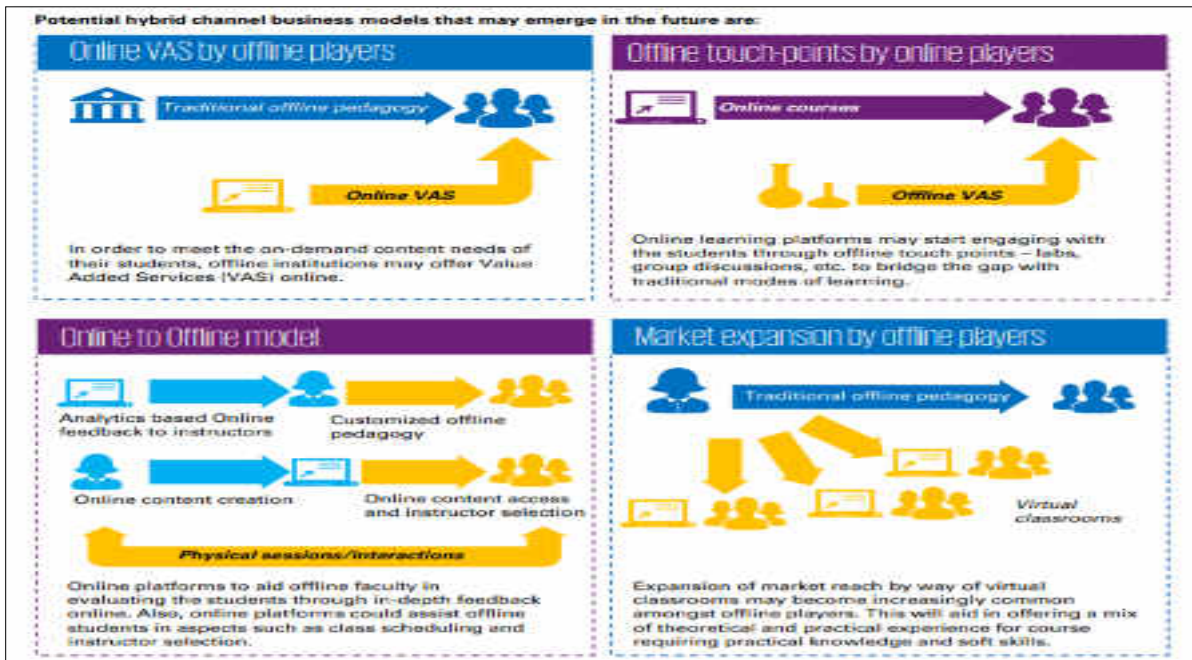 Potential hybrid channel business models that may emerge in the future are:
Online VAS by offline players
Traditional offline pedagogy
Online VAS
In order to meet the on-demand content needs of
their students, offline institutions may offer Value
Added Services (VAS) online.
Offline touch-points by online players
Online courses
Offline VAS
Online learning platforms may start engaging with
the students through offline touch points – labs,
group discussions, etc. to bridge the gap with
traditional modes of learning.
Online to Offline model
Analytics based Online
feedback to instructors
Customized offline
pedagogy
Online content creation
Online content access
and instructor selection
Physical sessions/interactions
Online platforms to aid offline faculty in
evaluating the students through in-depth feedback
online. Also, online platforms could assist offline
students in aspects such as class scheduling and
instructor selection.
Market expansion by offline players
Traditional offline pedagogy
Virtual
classrooms
Expansion of market reach by way of virtual
classrooms may become increasingly common
amongst offline players. This will aid in offering a mix
of theoretical and practical experience for course
requiring practical knowledge and soft skills.